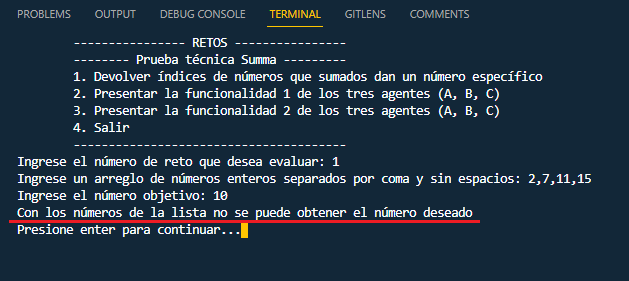 PROBLEMS OUTPUT DEBUG CONSOLE TERMINAL GITLENS COMMENTS
---------------- RETOS ----------------
-------- Prueba técnica Summa ---------
1. Devolver índices de números que sumados dan un número específico
2. Presentar la funcionalidad 1 de los tres agentes (A, B, C)
3. Presentar la funcionalidad 2 de los tres agentes (A, B, C)
4. Salir
---------------------------------------
Ingrese el número de reto que desea evaluar: 1
Ingrese un arreglo de números enteros separados por coma y sin espacios: 2,7,11,15
Ingrese el número objetivo: 10
Con los números de la lista no se puede obtener el número deseado
Presione enter para continuar...